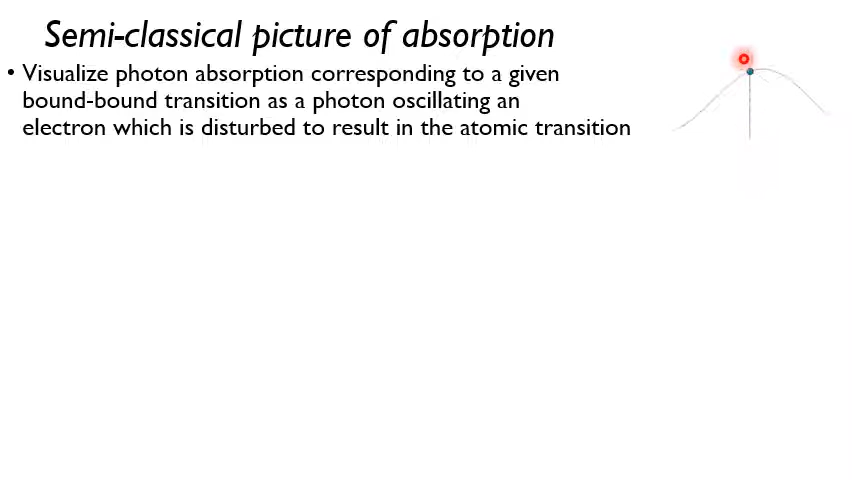 Semi-classical picture of absorption
• Visualize photon absorption corresponding to a given
bound-bound transition as a photon oscillating an
electron which is disturbed to result in the atomic transition